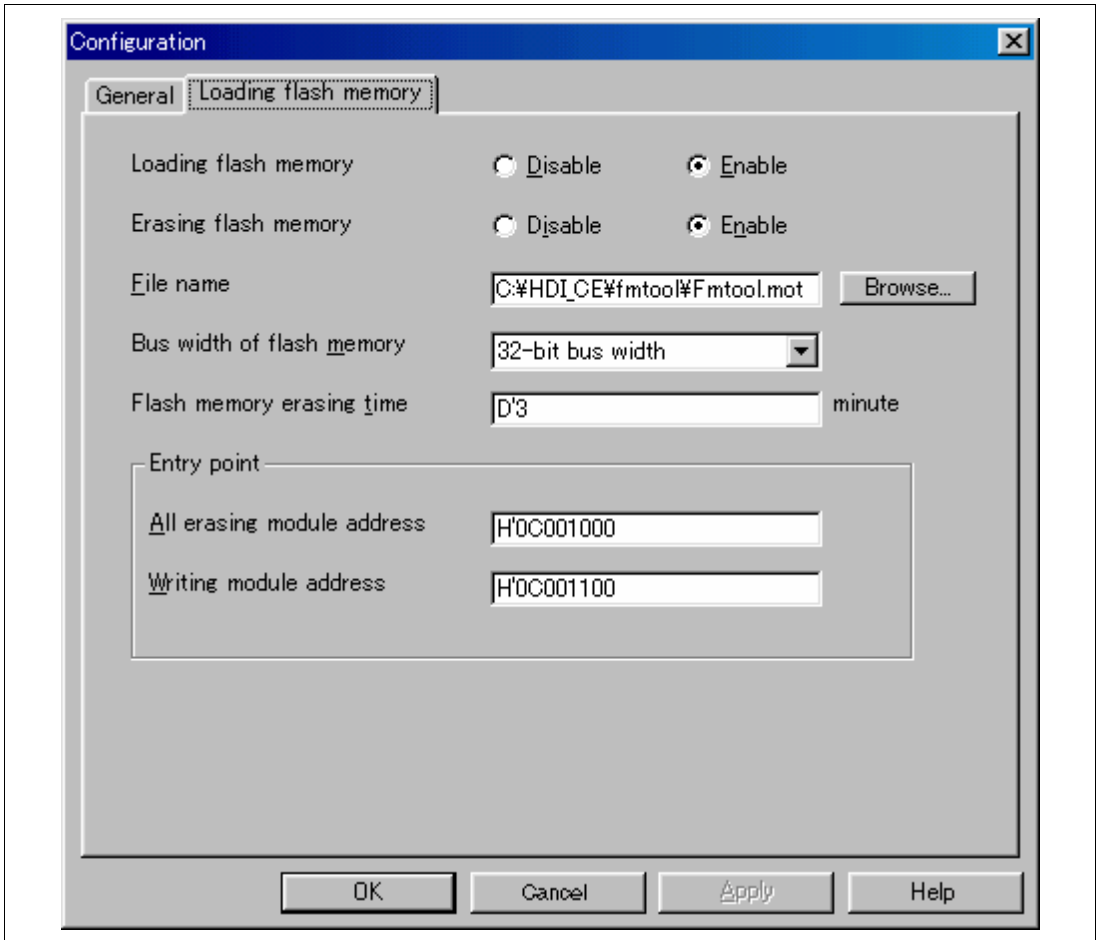 Configuration
General Loading flash memory
Loading flash memory Disable Enable
Erasing flash memory Disable Enable
File name C:¥HDI_CE¥fmtool¥Fmtool.mot Browse...
Bus width of flash memory 32-bit bus width
Flash memory erasing time D'3 minute
Entry point
All erasing module address H'0C001000
Writing module address H'0C001100
OK Cancel Apply Help